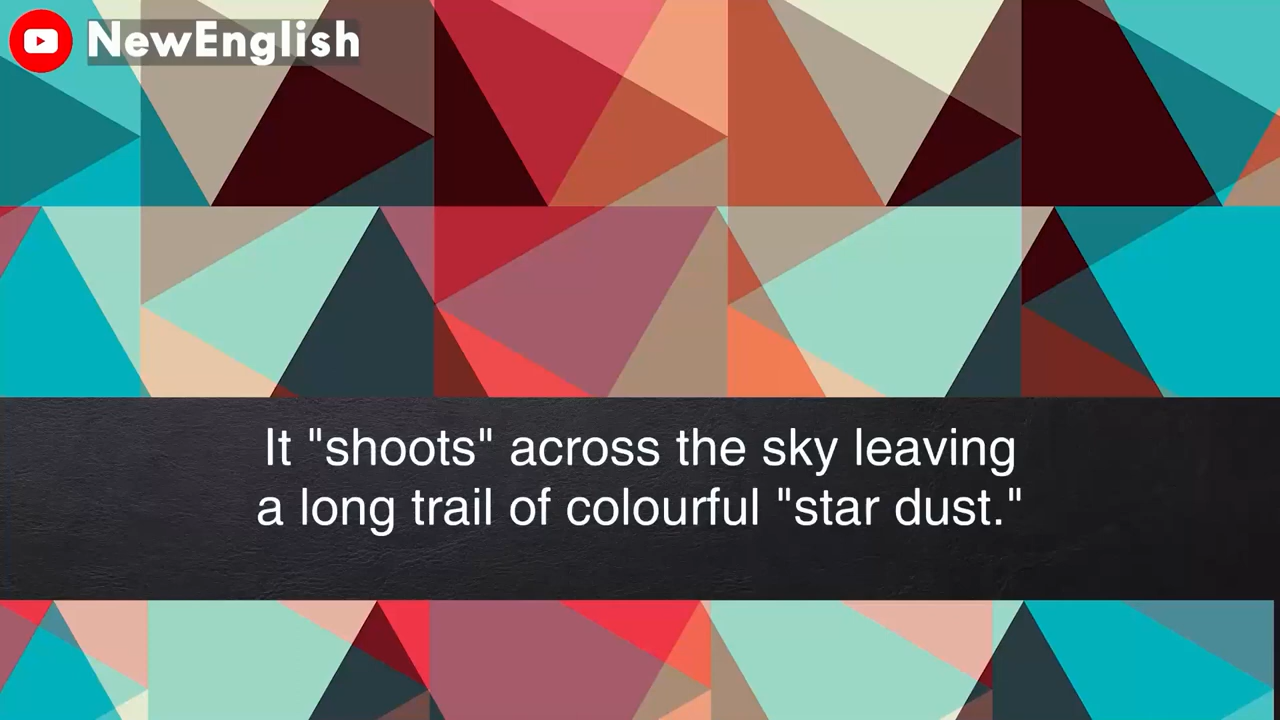 NewEnglish
It "shoots" across the sky leaving
a long trail of colourful "star dust."